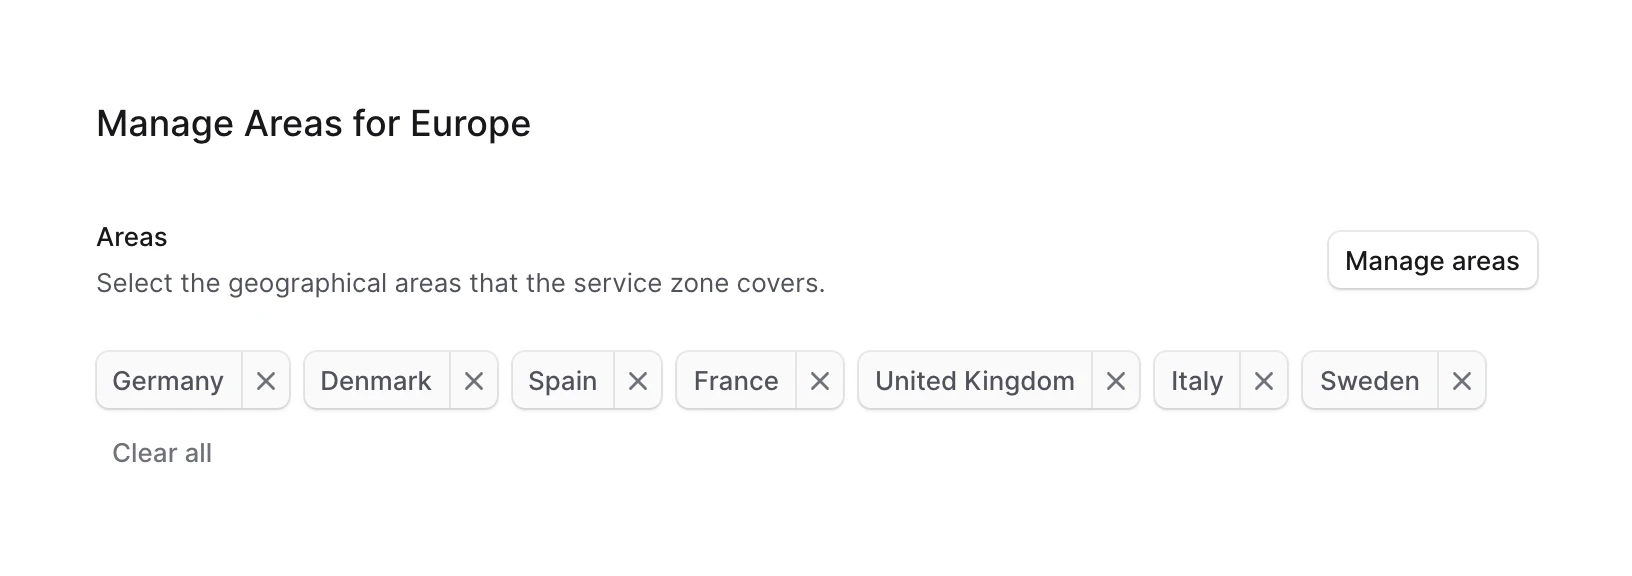 Manage Areas for Europe
Areas
Select the geographical areas that the service zone covers.
Manage areas
Germany Denmark Spain France United Kingdom Italy Sweden
Clear all